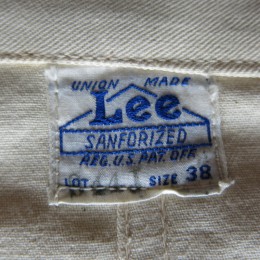 UNION MADE
Lee
SANFORIZED
REG. U.S. PAT. OFF.
LOT SIZE 38